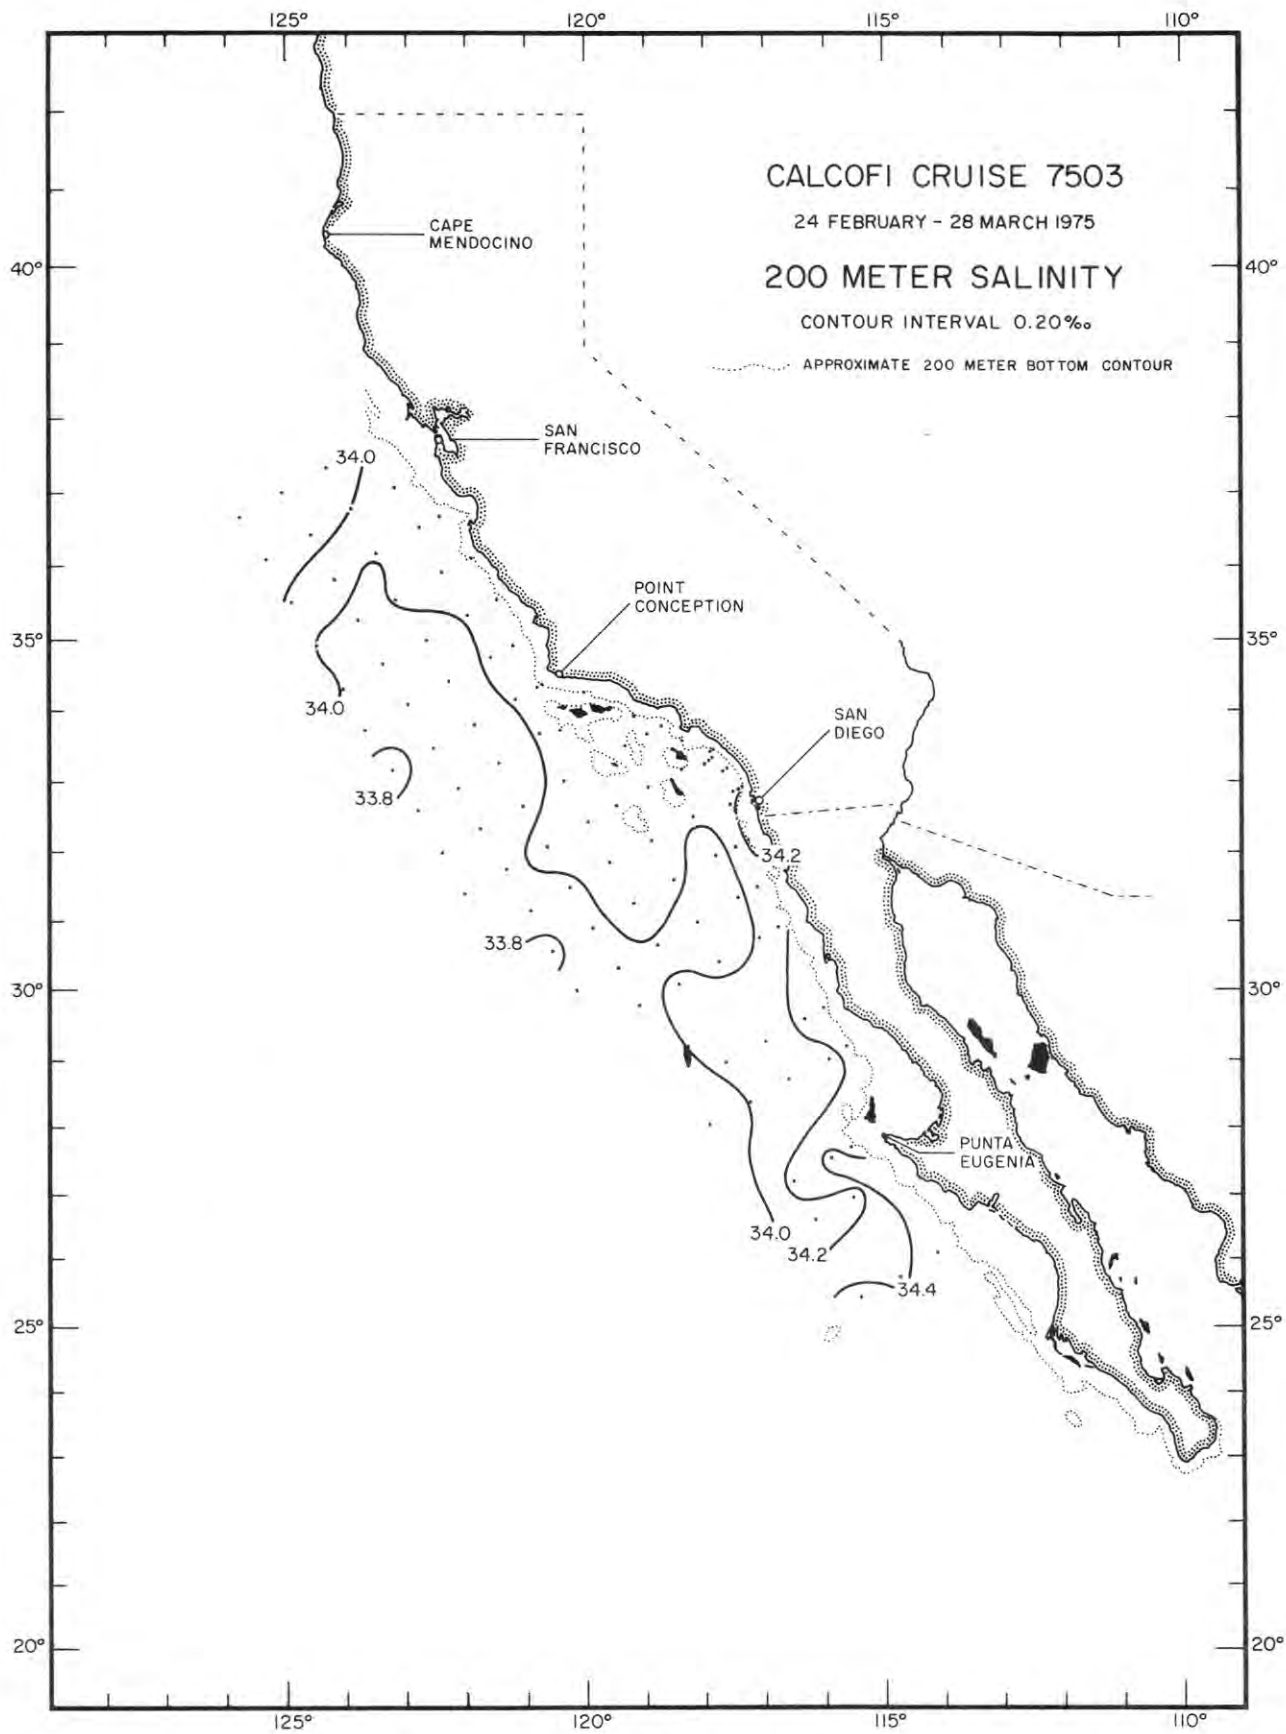 125° 120° 115° 110°
CALCOFI CRUISE 7503
24 FEBRUARY – 28 MARCH 1975
CAPE
MENDOCINO
40° 40°
200 METER SALINITY
CONTOUR INTERVAL 0.20‰
APPROXIMATE 200 METER BOTTOM CONTOUR
SAN
FRANCISCO
34.0
POINT
CONCEPTION
35° 35°
34.0
SAN
DIEGO
33.8
34.2
33.8
30° 30°
PUNTA
EUGENIA
34.0
34.2
34.4
25° 25°
20° 20°
125° 120° 115° 110°